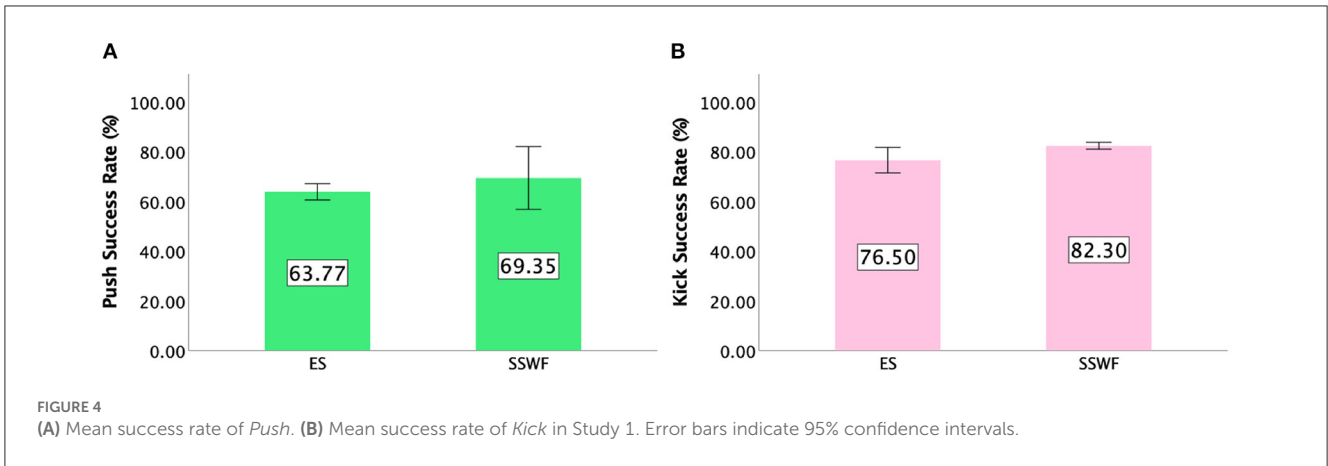 A
Push Success Rate (%)
100.00
80.00
60.00
40.00
20.00
0.00
63.77
69.35
ES
SSWF
B
Kick Success Rate (%)
100.00
80.00
60.00
40.00
20.00
0.00
76.50
82.30
ES
SSWF
FIGURE 4
(A) Mean success rate of Push. (B) Mean success rate of Kick in Study 1. Error bars indicate 95% confidence intervals.